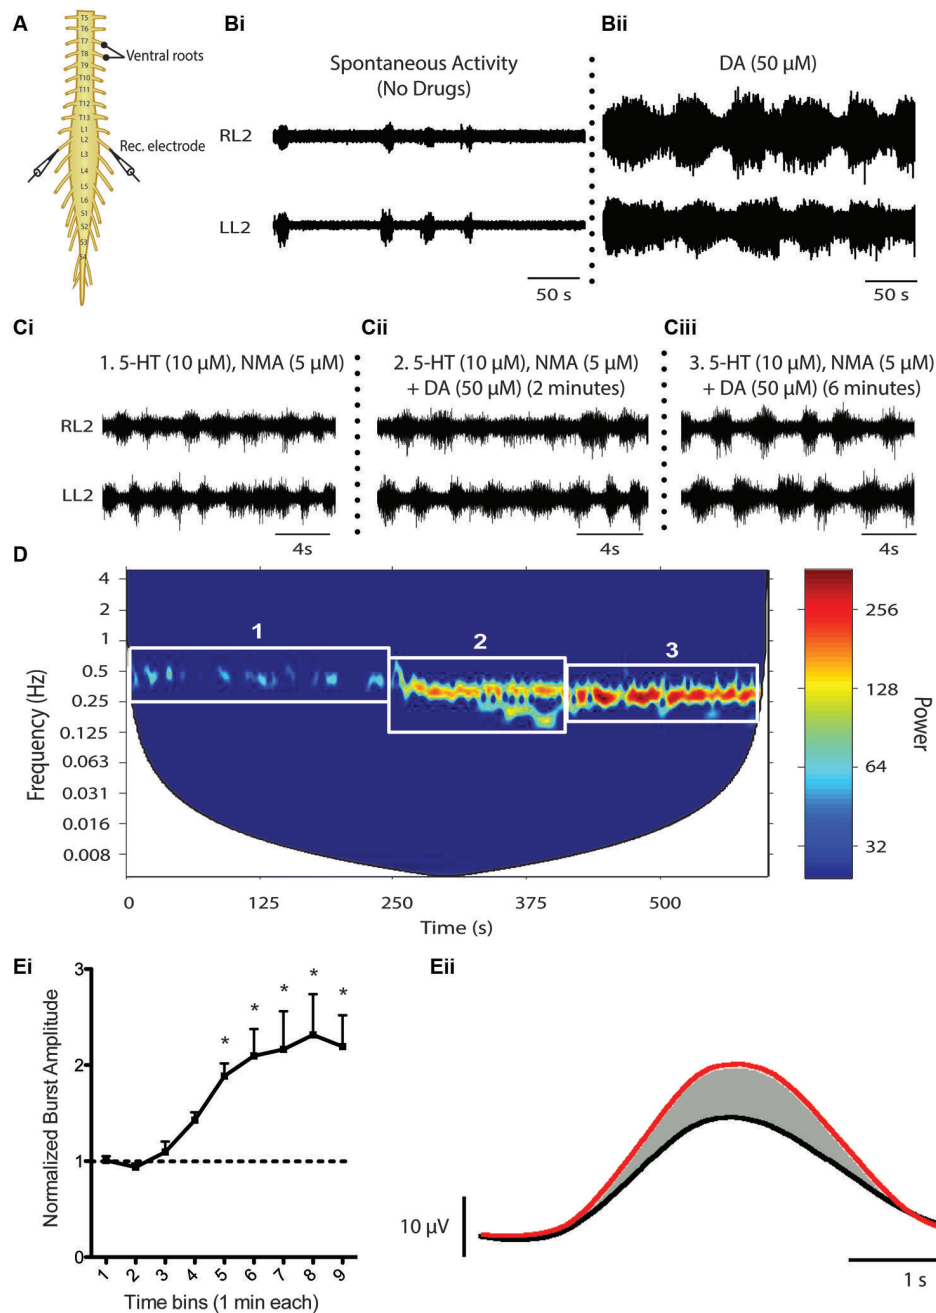 A
T5
T6
T7
T8
T9
T10
T11
T12
T13
L1
L2
L3
L4
L5
L6
S1
S2
S3
S4
Ventral roots
Rec. electrode
Bi
Spontaneous Activity
(No Drugs)
RL2
LL2
50 s
Bii
DA (50 µM)
50 s
Ci
1. 5-HT (10 µM), NMA (5 µM)
RL2
LL2
4s
Cii
2. 5-HT (10 µM), NMA (5 µM)
+ DA (50 µM) (2 minutes)
4s
Ciii
3. 5-HT (10 µM), NMA (5 µM)
+ DA (50 µM) (6 minutes)
4s
D
Frequency (Hz)
4
2
1
0.5
0.25
0.125
0.063
0.031
0.016
0.008
1
2
3
0
125
250
375
500
Time (s)
256
128
64
32
Power
Ei
Normalized Burst Amplitude
3
2
1
0
* * * * *
1 2 3 4 5 6 7 8 9
Time bins (1 min each)
Eii
10 µV
1 s